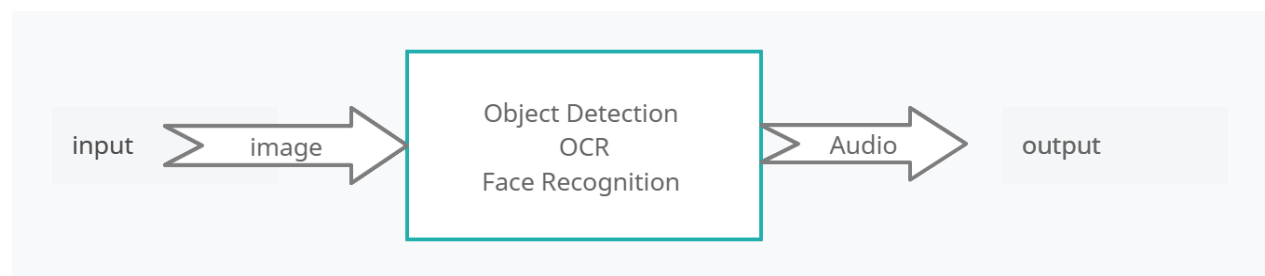 input
image
Object Detection
OCR
Face Recognition
Audio
output